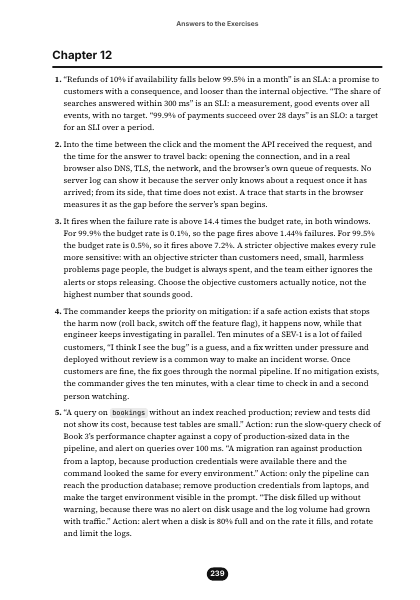 Answers to the Exercises
Chapter 12
1. “Refunds of 10% if availability falls below 99.5% in a month” is an SLA: a promise to
customers with a consequence, and looser than the internal objective. “The share of
searches answered within 300 ms” is an SLI: a measurement, good events over all
events, with no target. “99.9% of payments succeed over 28 days” is an SLO: a target
for an SLI over a period.
2. Into the time between the click and the moment the API received the request, and
the time for the answer to travel back: opening the connection, and in a real
browser also DNS, TLS, the network, and the browser’s own queue of requests. No
server log can show it because the server only knows about a request once it has
arrived; from its side, that time does not exist. A trace that starts in the browser
measures it as the gap before the server’s span begins.
3. It fires when the failure rate is above 14.4 times the budget rate, in both windows.
For 99.9% the budget rate is 0.1%, so the page fires above 1.44% failures. For 99.5%
the budget rate is 0.5%, so it fires above 7.2%. A stricter objective makes every rule
more sensitive: with an objective stricter than customers need, small, harmless
problems page people, the budget is always spent, and the team either ignores the
alerts or stops releasing. Choose the objective customers actually notice, not the
highest number that sounds good.
4. The commander keeps the priority on mitigation: if a safe action exists that stops
the harm now (roll back, switch off the feature flag), it happens now, while that
engineer keeps investigating in parallel. Ten minutes of a SEV-1 is a lot of failed
customers, “I think I see the bug” is a guess, and a fix written under pressure and
deployed without review is a common way to make an incident worse. Once
customers are fine, the fix goes through the normal pipeline. If no mitigation exists,
the commander gives the ten minutes, with a clear time to check in and a second
person watching.
5. “A query on bookings without an index reached production; review and tests did
not show its cost, because test tables are small.” Action: run the slow-query check of
Book 3’s performance chapter against a copy of production-sized data in the
pipeline, and alert on queries over 100 ms. “A migration ran against production
from a laptop, because production credentials were available there and the
command looked the same for every environment.” Action: only the pipeline can
reach the production database; remove production credentials from laptops, and
make the target environment visible in the prompt. “The disk filled up without
warning, because there was no alert on disk usage and the log volume had grown
with traffic.” Action: alert when a disk is 80% full and on the rate it fills, and rotate
and limit the logs.
239